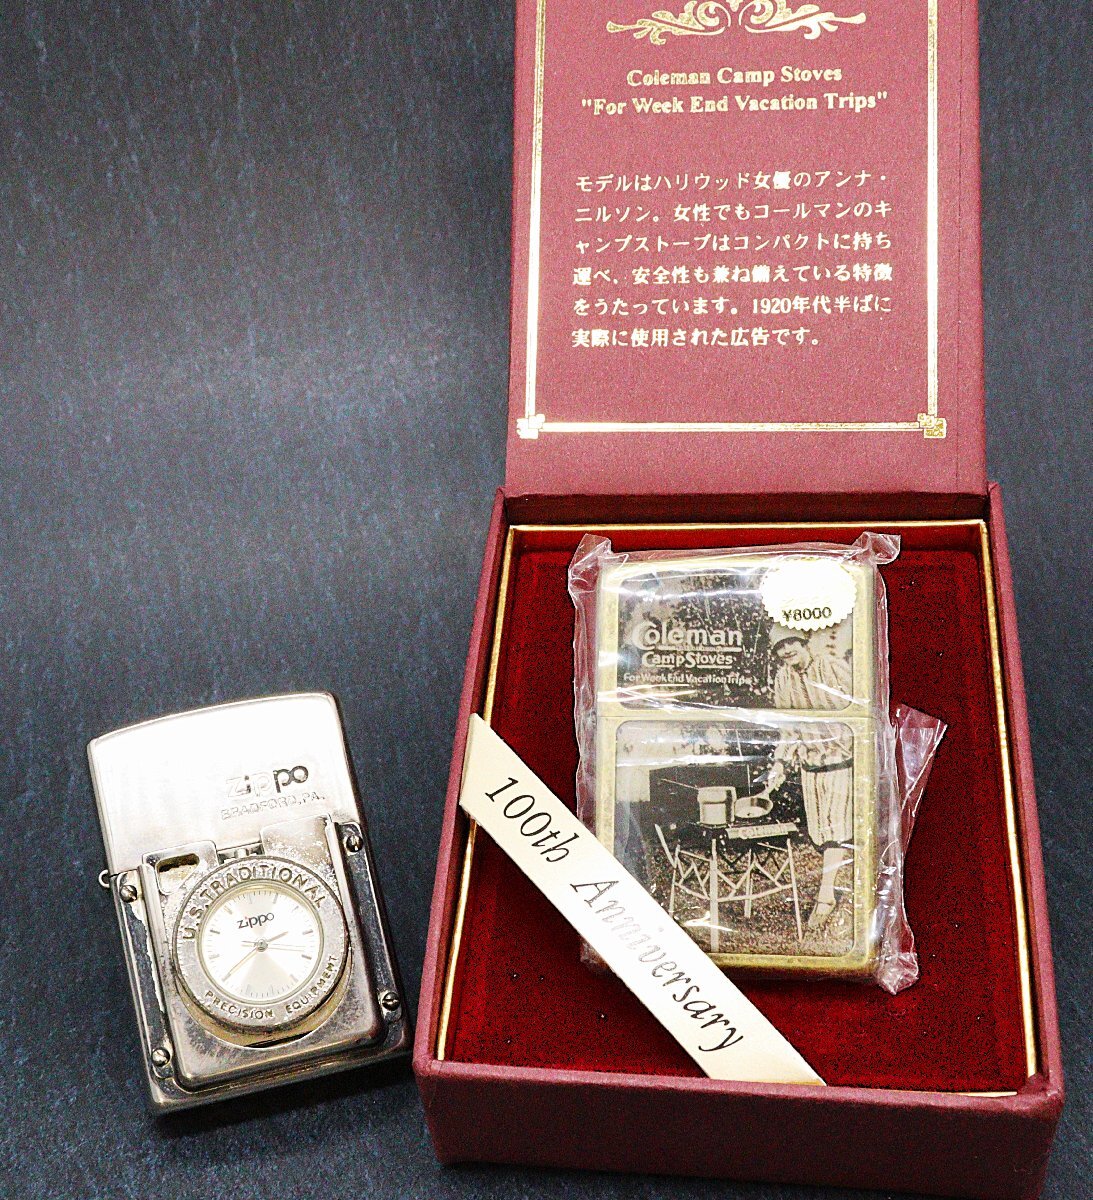 Coleman Camp Stoves
"For Week End Vacation Trips"
モデルはハリウッド女優のアンナ・
ニルソン。女性でもコールマンのキ
ャンプストーブはコンパクトに持ち
運べ、安全性も兼ね備えている特徴
をうたっています。1920年代半ばに
実際に使用された広告です。
¥8000
Coleman
Camp Stoves
For Week End Vacation Trips
100th Anniversary
Zippo
BRADFORD, PA.
U.S. TRADITIONAL
Zippo
PRECISION EQUIPMENT